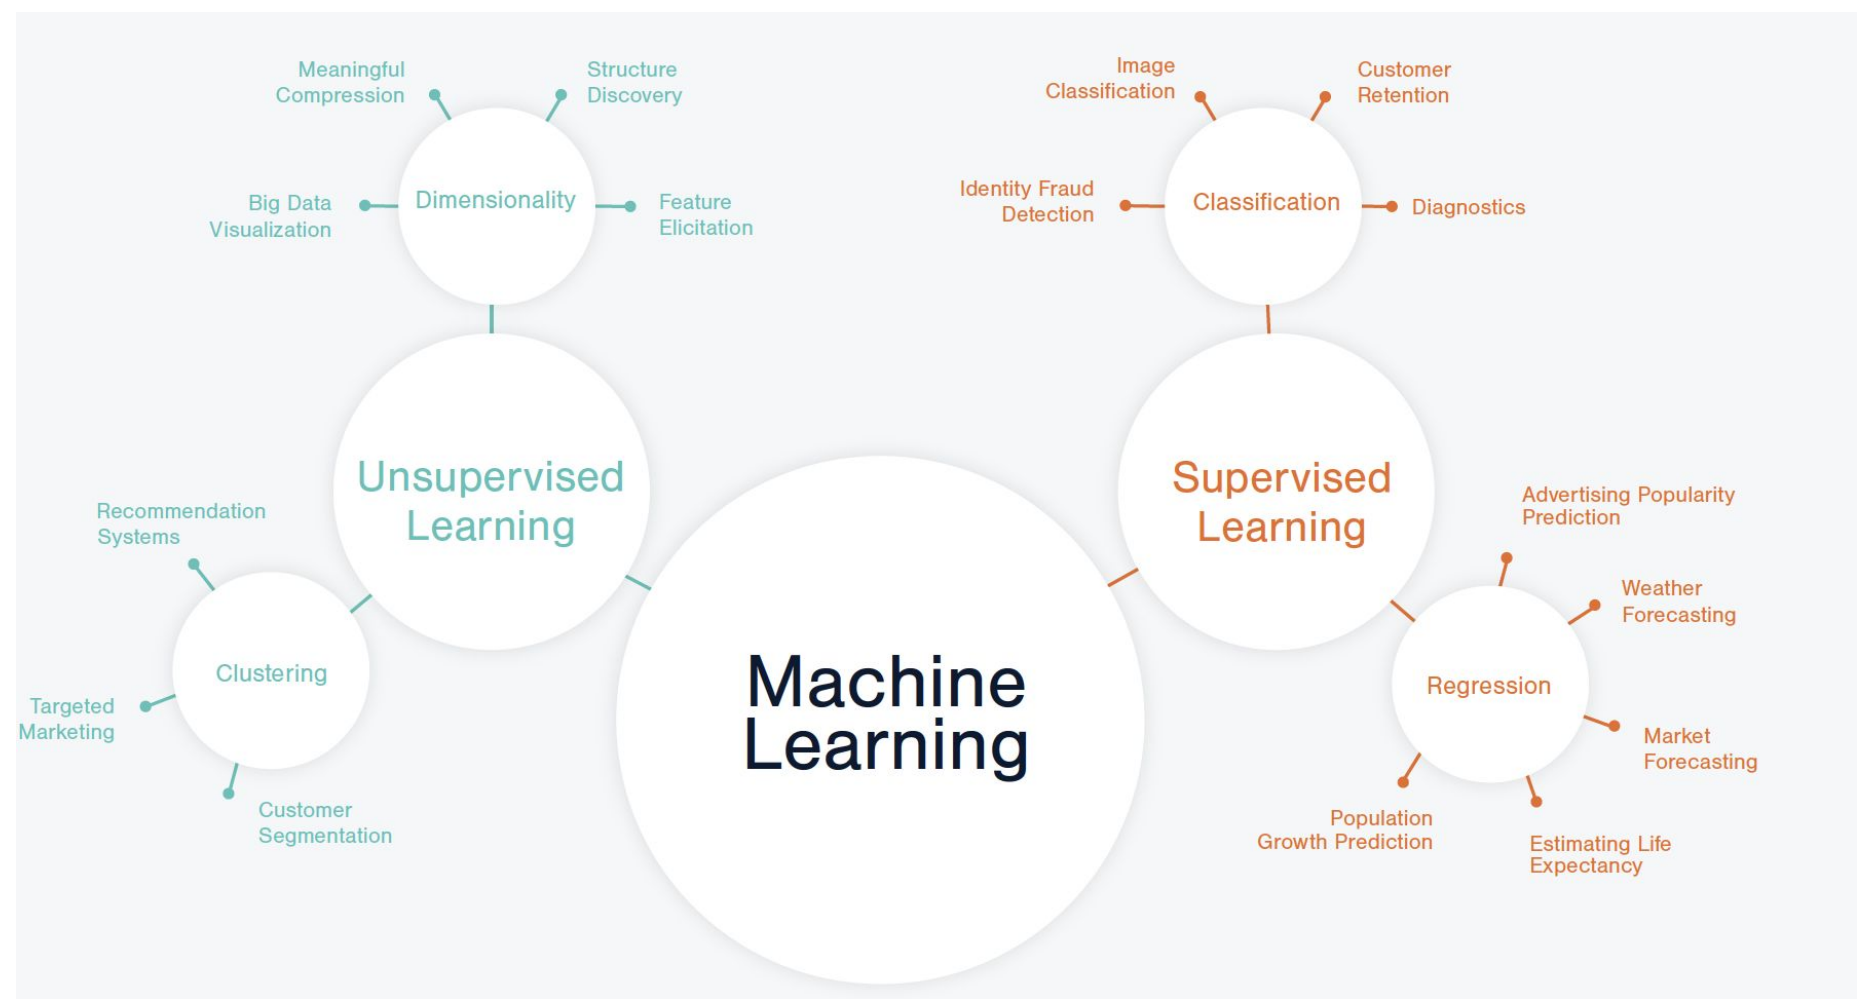 Meaningful
Compression
Structure
Discovery
Big Data
Visualization
Dimensionality
Feature
Elicitation
Image
Classification
Customer
Retention
Identity Fraud
Detection
Classification
Diagnostics
Unsupervised
Learning
Supervised
Learning
Recommendation
Systems
Clustering
Targeted
Marketing
Customer
Segmentation
Machine
Learning
Advertising Popularity
Prediction
Weather
Forecasting
Regression
Market
Forecasting
Population
Growth Prediction
Estimating Life
Expectancy